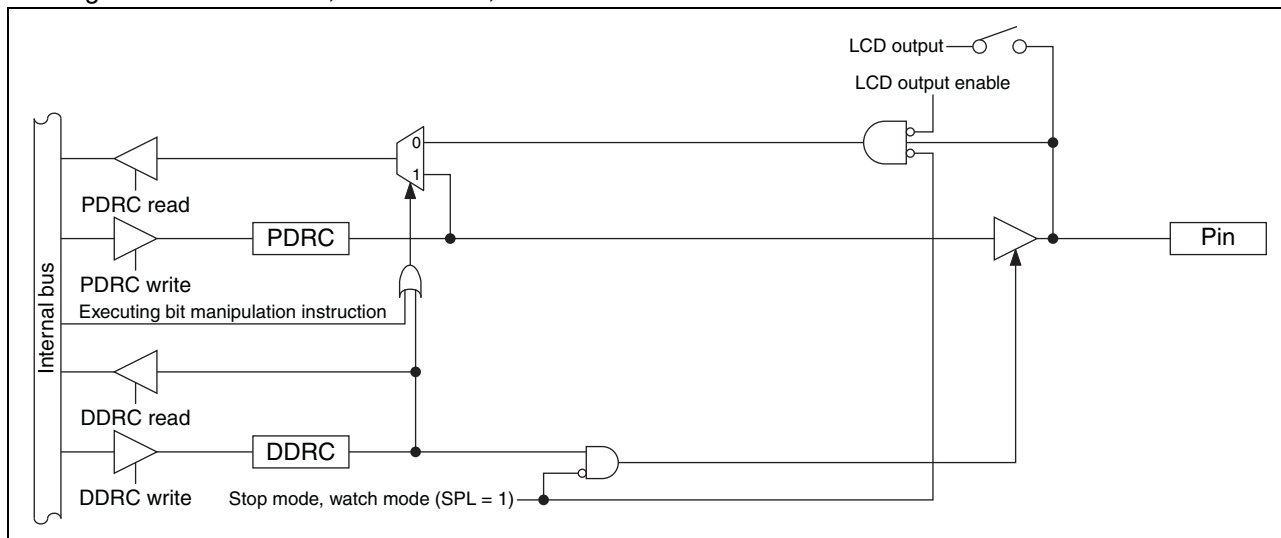 LCD output
LCD output enable
0
1
PDRC read
PDRC
Pin
PDRC write
Executing bit manipulation instruction
Internal bus
DDRC read
DDRC
DDRC write
Stop mode, watch mode (SPL = 1)